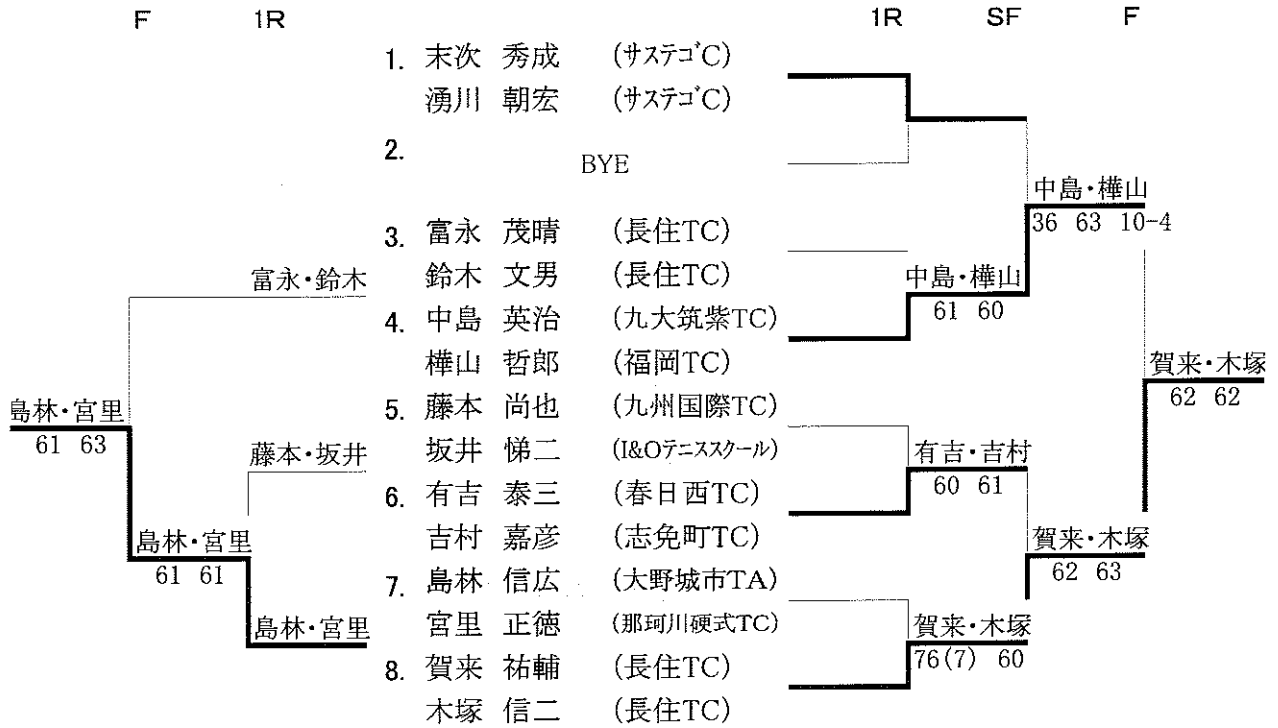 F 1R 1R SF F
1. 末次 秀成 (サステゴC)
湧川 朝宏 (サステゴC)
2. BYE
中島・樺山
36 63 10-4
3. 富永 茂晴 (長住TC)
鈴木 文男 (長住TC)
富永・鈴木
中島・樺山
61 60
4. 中島 英治 (九大筑紫TC)
樺山 哲郎 (福岡TC)
賀来・木塚
62 62
5. 藤本 尚也 (九州国際TC)
島林・宮里
61 63
坂井 悌二 (I&Oテニススクール)
藤本・坂井
有吉・吉村
60 61
6. 有吉 泰三 (春日西TC)
吉村 嘉彦 (志免町TC)
島林・宮里
61 61
賀来・木塚
62 63
7. 島林 信広 (大野城市TA)
宮里 正徳 (那珂川硬式TC)
島林・宮里
賀来・木塚
76(7) 60
8. 賀来 祐輔 (長住TC)
木塚 信二 (長住TC)